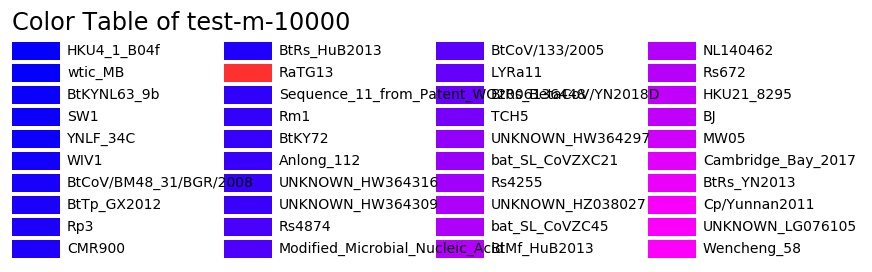 Color Table of test-m-10000
HKU4_1_B04f
wtic_MB
BtKYNL63_9b
SW1
YNLF_34C
WIV1
BtCoV/BM48_31/BGR/2008
BtTp_GX2012
Rp3
CMR900
BtRs_HuB2013
RaTG13
Sequence_11_from_Patent_WO2006136448
Rm1
BtKY72
Anlong_112
UNKNOWN_HW364316
UNKNOWN_HW364309
Rs4874
Modified_Microbial_Nucleic_Acid
BtCoV/133/2005
LYRa11
BtRs_BetaCoV/YN2018D
TCH5
UNKNOWN_HW364297
bat_SL_CoVZXC21
Rs4255
UNKNOWN_HZ038027
bat_SL_CoVZC45
BtMf_HuB2013
NL140462
Rs672
HKU21_8295
BJ
MW05
Cambridge_Bay_2017
BtRs_YN2013
Cp/Yunnan2011
UNKNOWN_LG076105
Wencheng_58